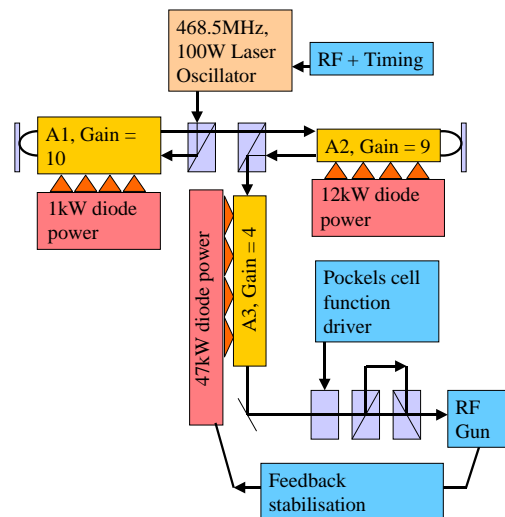 468.5MHz,
100W Laser
Oscillator
RF + Timing
A1, Gain =
10
A2, Gain = 9
1kW diode
power
12kW diode
power
47kW diode power
A3, Gain = 4
Pockels cell
function
driver
RF
Gun
Feedback
stabilisation